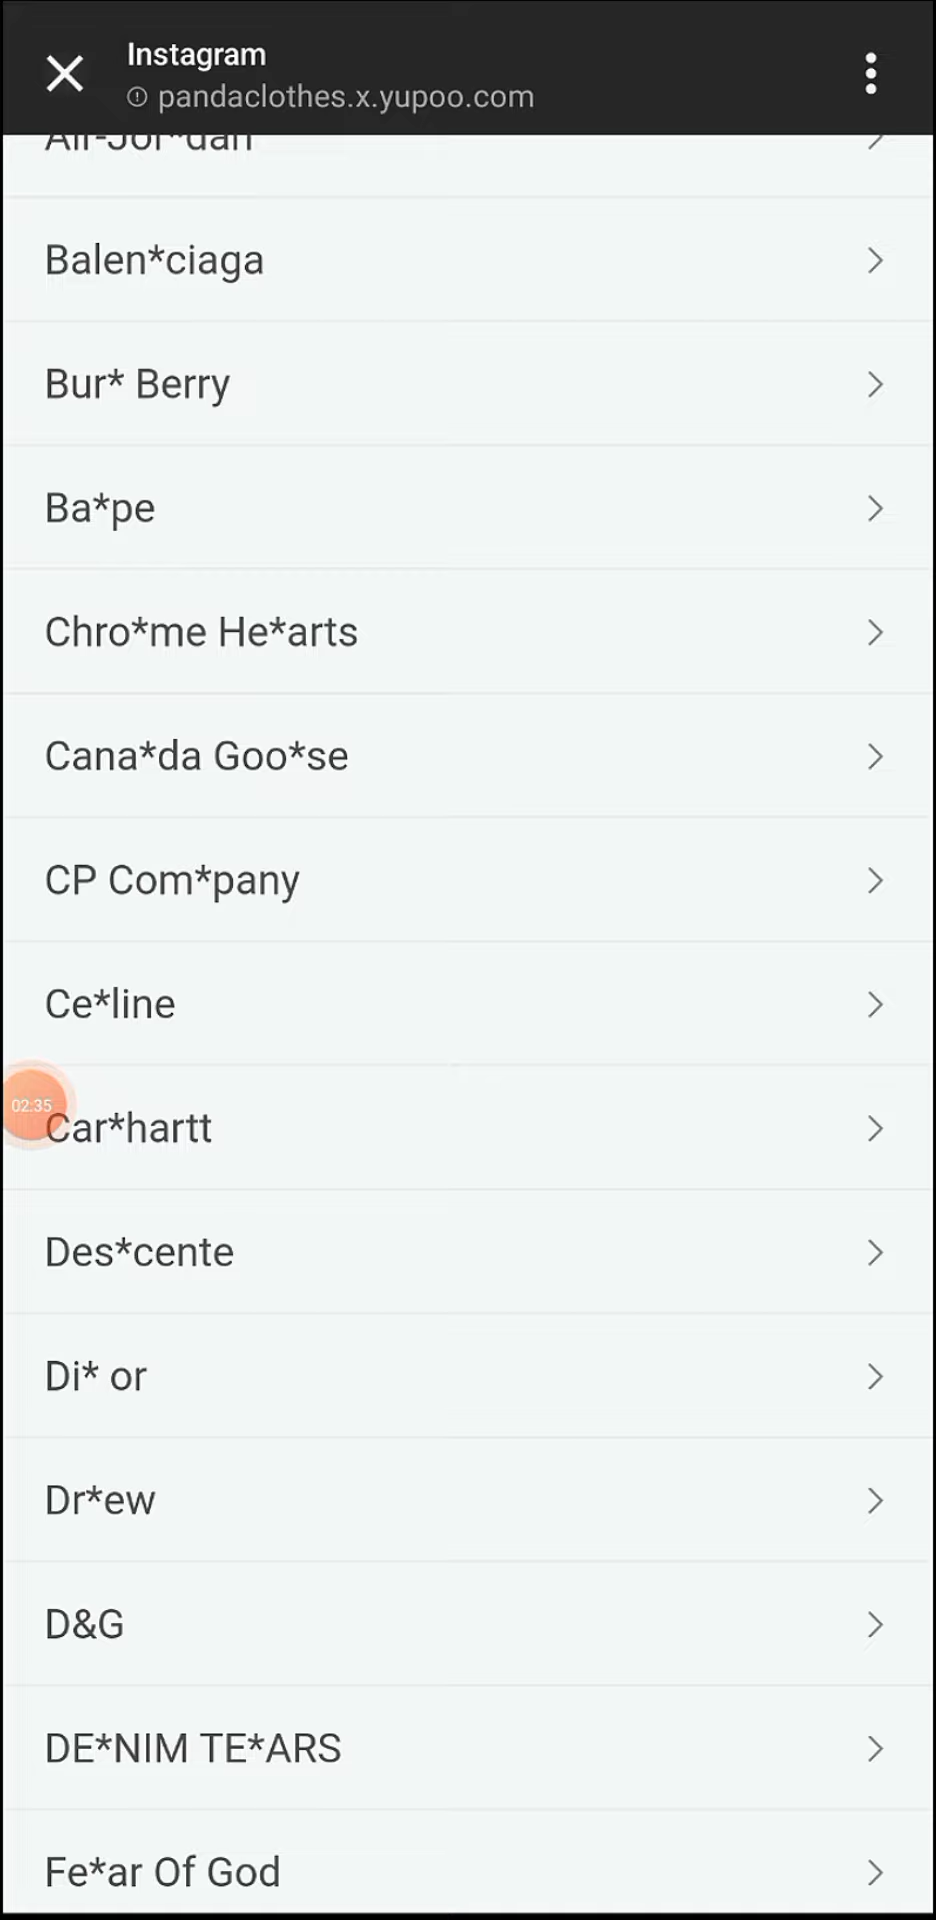 Instagram
pandaclothes.x.yupoo.com
Air-Jor*dan
Balen*ciaga
Bur* Berry
Ba*pe
Chro*me He*arts
Cana*da Goo*se
CP Com*pany
Ce*line
02:35
Car*hartt
Des*cente
Di* or
Dr*ew
D&G
DE*NIM TE*ARS
Fe*ar Of God